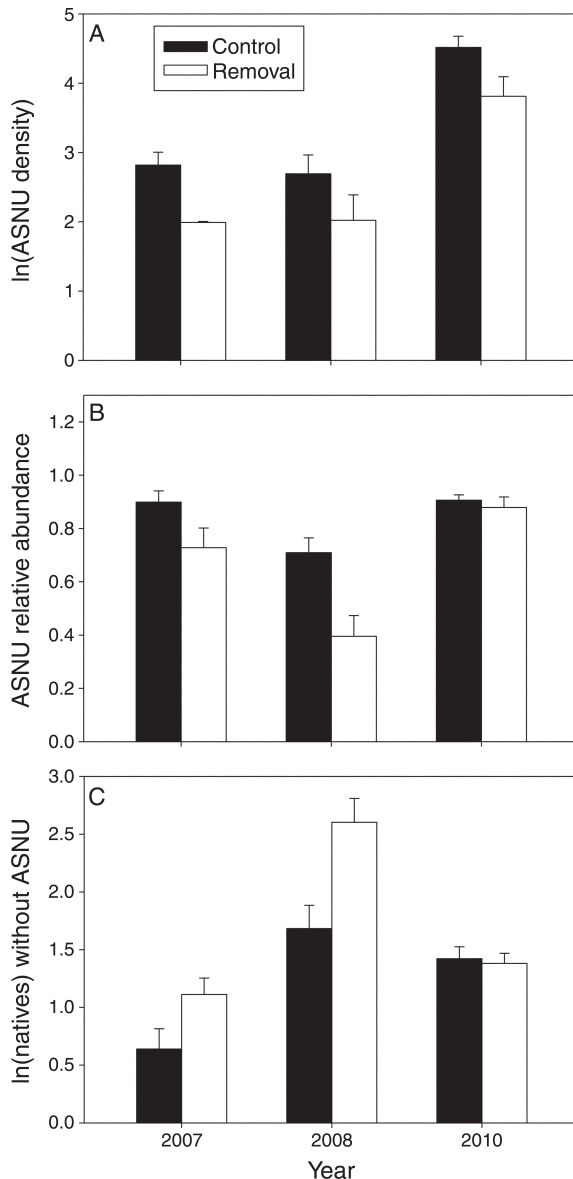 A
Control
Removal
5
4
3
2
1
0
ln(ASNU density)
B
1.2
1.0
0.8
0.6
0.4
0.2
0.0
ASNU relative abundance
C
3.0
2.5
2.0
1.5
1.0
0.5
0.0
ln(natives) without ASNU
2007
2008
2010
Year